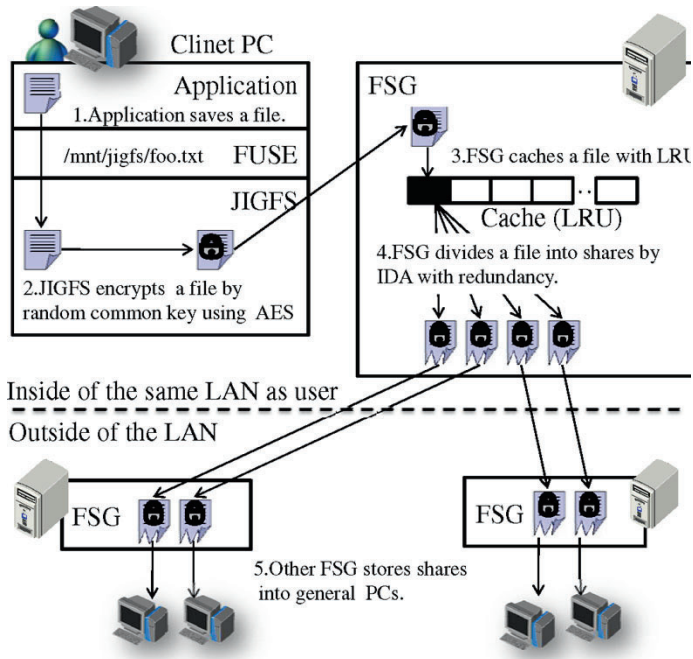 Clinet PC
Application
1.Application saves a file.
/mnt/jigfs/foo.txt FUSE
JIGFS
2.JIGFS encrypts a file by
random common key using AES
FSG
3.FSG caches a file with LRU
Cache (LRU)
4.FSG divides a file into shares by
IDA with redundancy.
Inside of the same LAN as user
Outside of the LAN
FSG
FSG
5.Other FSG stores shares
into general PCs.